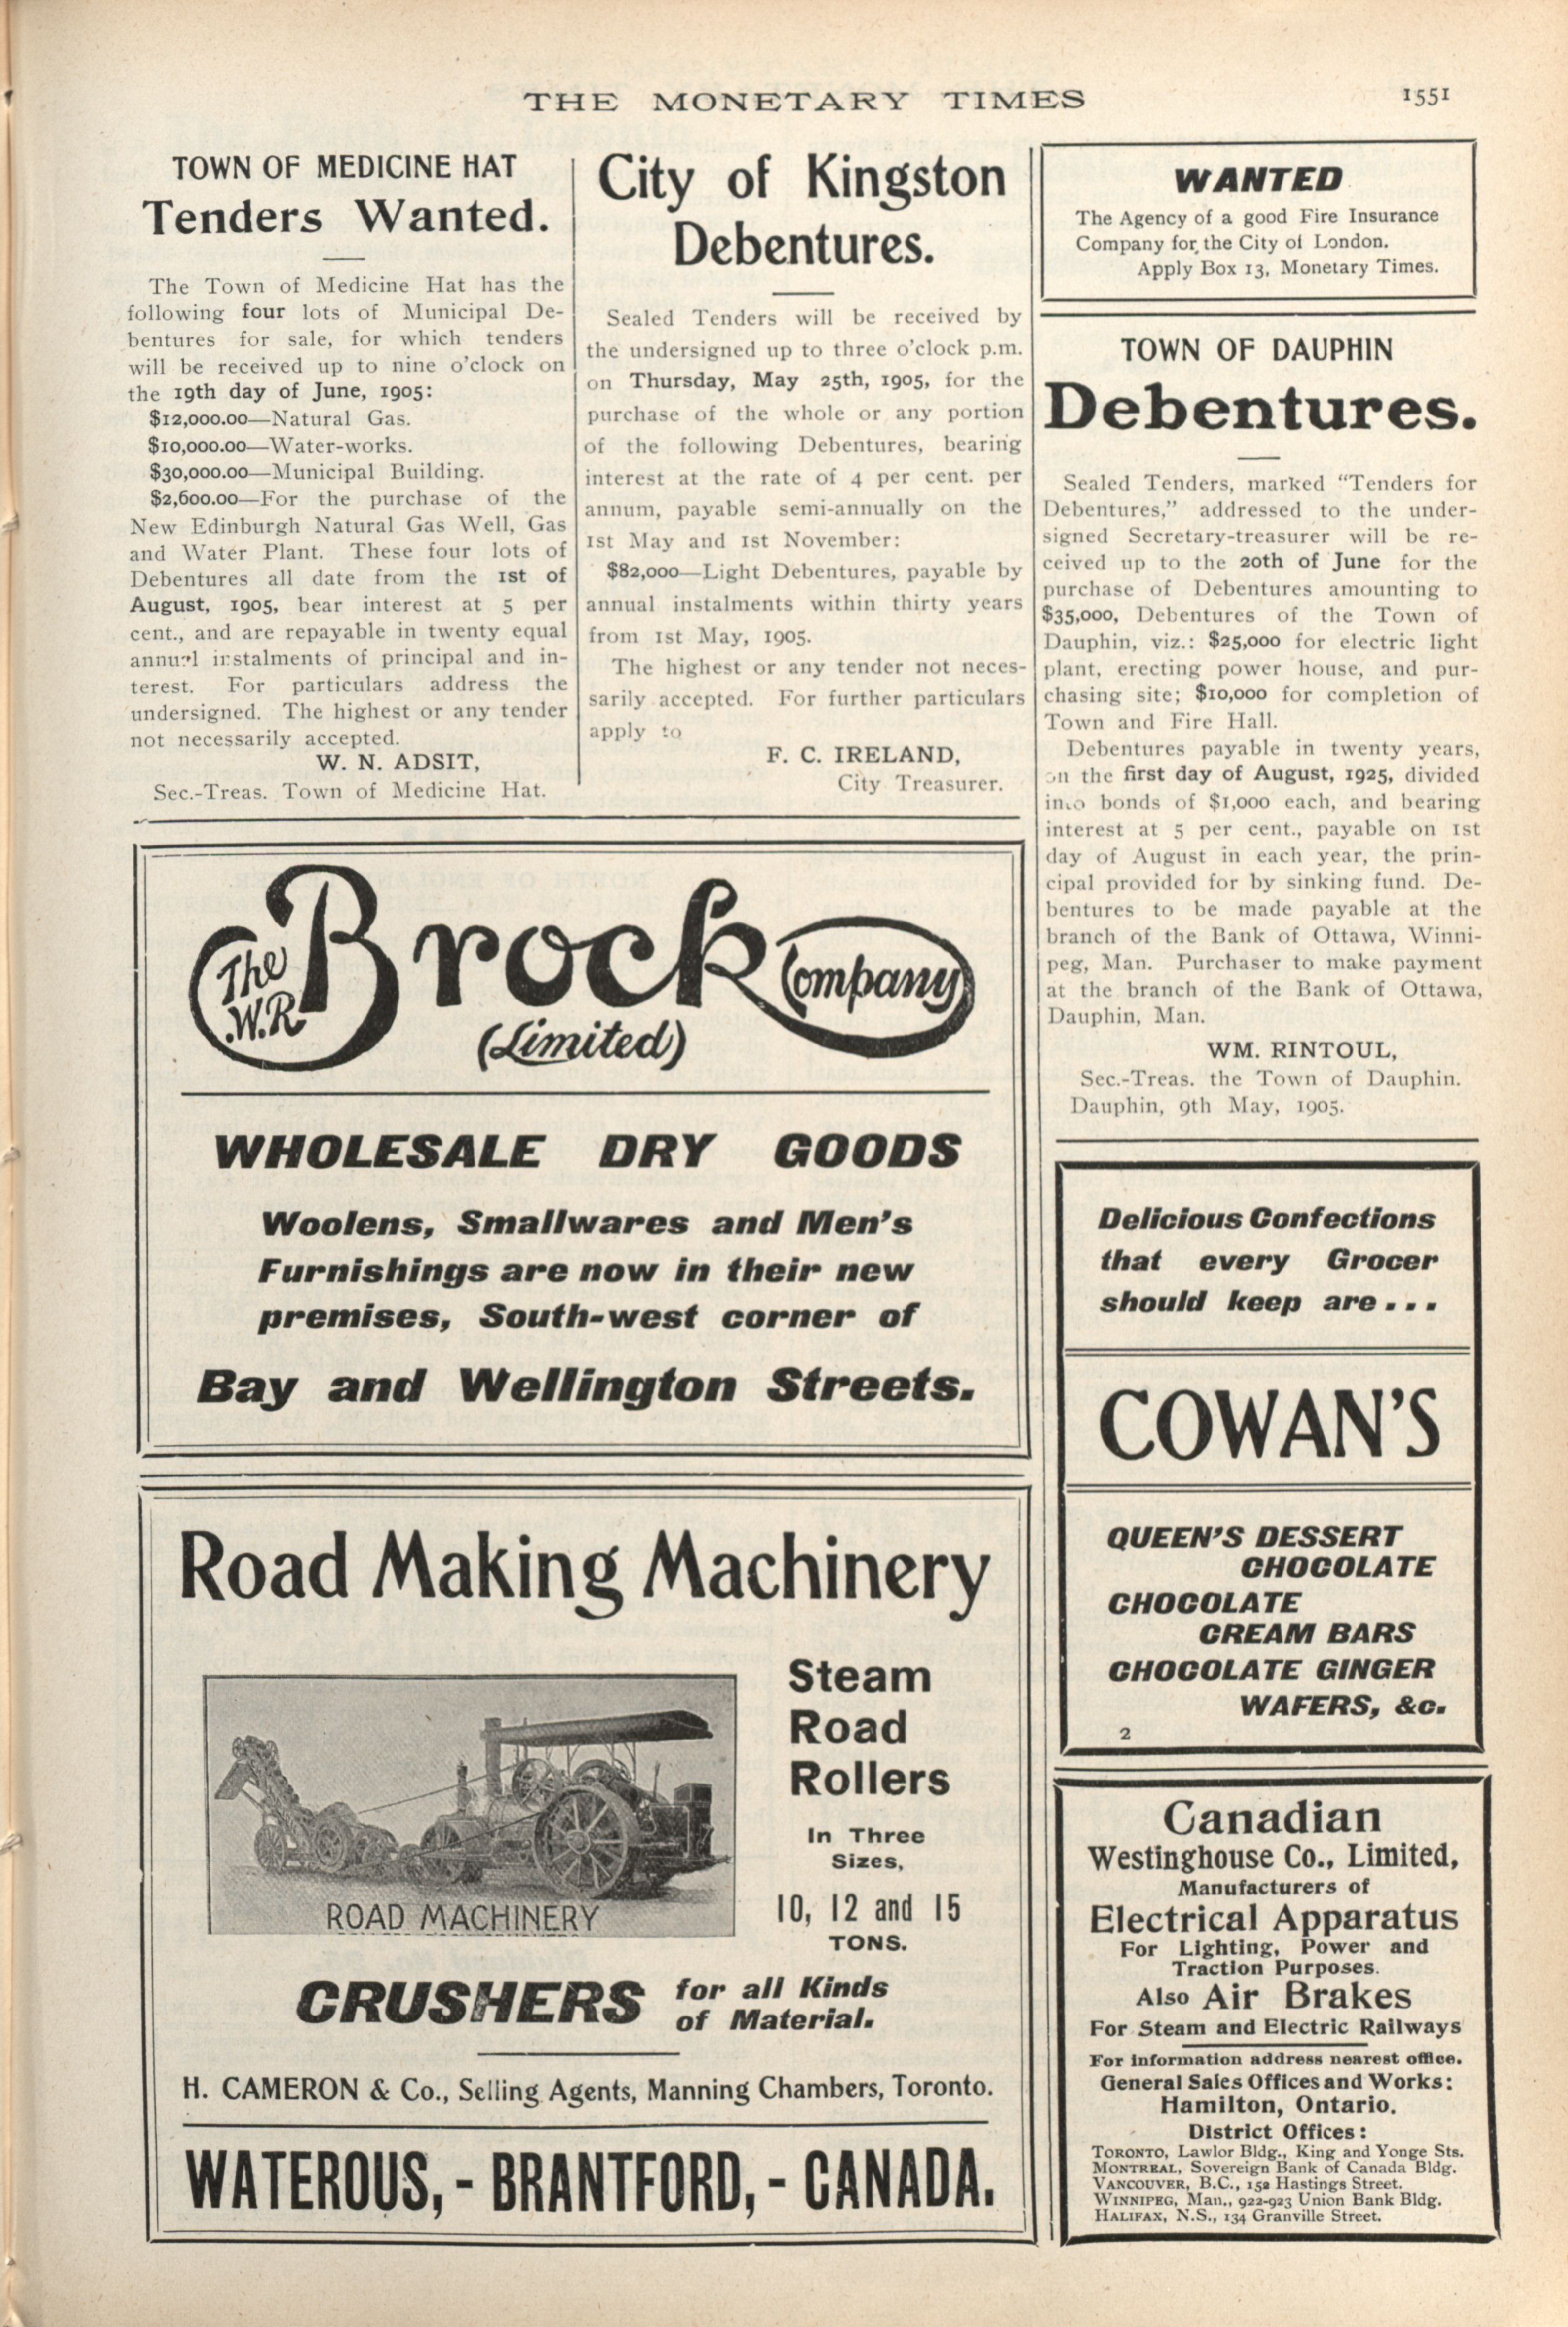 THE MONETARY TIMES
1551
TOWN OF MEDICINE HAT
Tenders Wanted.
The Town of Medicine Hat has the
following four lots of Municipal De-
bentures for sale, for which tenders
will be received up to nine o'clock on
the 19th day of June, 1905:
$12,000.00—Natural Gas.
$10,000.00—Water-works.
$30,000.00—Municipal Building.
$2,600.00—For the purchase of the
New Edinburgh Natural Gas Well, Gas
and Water Plant. These four lots of
Debentures all date from the 1st of
August, 1905, bear interest at 5 per
cent., and are repayable in twenty equal
annual instalments of principal and in-
terest. For particulars address the
undersigned. The highest or any tender
not necessarily accepted.
W. N. ADSIT,
Sec.-Treas. Town of Medicine Hat.
City of Kingston
Debentures.
Sealed Tenders will be received by
the undersigned up to three o'clock p.m.
on Thursday, May 25th, 1905, for the
purchase of the whole or any portion
of the following Debentures, bearing
interest at the rate of 4 per cent. per
annum, payable semi-annually on the
1st May and 1st November:
$82,000—Light Debentures, payable by
annual instalments within thirty years
from 1st May, 1905.
The highest or any tender not neces-
sarily accepted. For further particulars
apply to
F. C. IRELAND,
City Treasurer.
WANTED
The Agency of a good Fire Insurance
Company for the City of London.
Apply Box 13, Monetary Times.
TOWN OF DAUPHIN
Debentures.
Sealed Tenders, marked "Tenders for
Debentures," addressed to the under-
signed Secretary-treasurer will be re-
ceived up to the 20th of June for the
purchase of Debentures amounting to
$35,000, Debentures of the Town of
Dauphin, viz.: $25,000 for electric light
plant, erecting power house, and pur-
chasing site; $10,000 for completion of
Town and Fire Hall.
Debentures payable in twenty years,
on the first day of August, 1925, divided
into bonds of $1,000 each, and bearing
interest at 5 per cent., payable on 1st
day of August in each year, the prin-
cipal provided for by sinking fund. De-
bentures to be made payable at the
branch of the Bank of Ottawa, Winni-
peg, Man. Purchaser to make payment
at the branch of the Bank of Ottawa,
Dauphin, Man.
WM. RINTOUL,
Sec.-Treas. the Town of Dauphin.
Dauphin, 9th May, 1905.
The W.R. Brock Company
(Limited)
WHOLESALE DRY GOODS
Woolens, Smallwares and Men's
Furnishings are now in their new
premises, South-west corner of
Bay and Wellington Streets.
Road Making Machinery
ROAD MACHINERY
Steam
Road
Rollers
In Three
Sizes,
10, 12 and 15
TONS.
CRUSHERS for all Kinds
of Material.
H. CAMERON & Co., Selling Agents, Manning Chambers, Toronto.
WATEROUS, - BRANTFORD, - CANADA.
Delicious Confections
that every Grocer
should keep are...
COWAN'S
QUEEN'S DESSERT
CHOCOLATE
CHOCOLATE
CREAM BARS
CHOCOLATE GINGER
WAFERS, &c.
2
Canadian
Westinghouse Co., Limited,
Manufacturers of
Electrical Apparatus
For Lighting, Power and
Traction Purposes.
Also Air Brakes
For Steam and Electric Railways
For information address nearest office.
General Sales Offices and Works:
Hamilton, Ontario.
District Offices:
TORONTO, Lawlor Bldg., King and Yonge Sts.
MONTREAL, Sovereign Bank of Canada Bldg.
VANCOUVER, B.C., 152 Hastings Street.
WINNIPEG, Man., 922-923 Union Bank Bldg.
HALIFAX, N.S., 134 Granville Street.